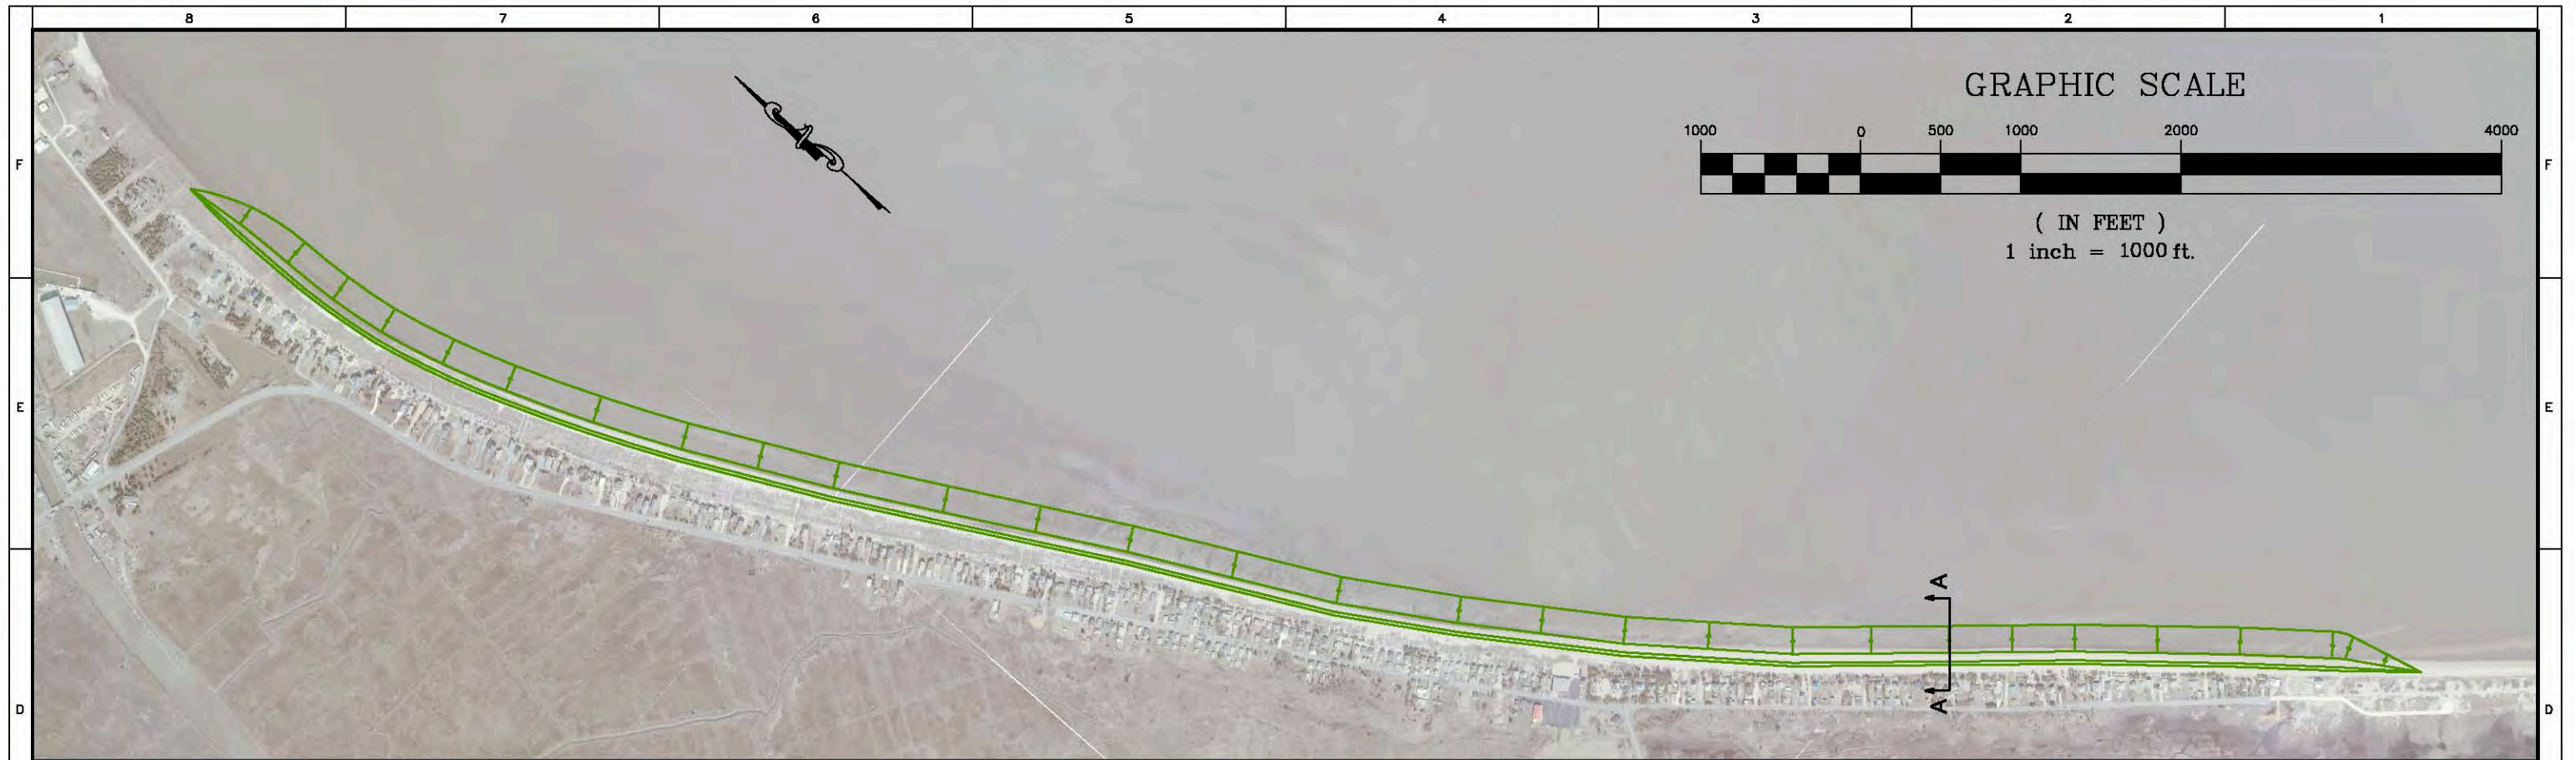 8 7 6 5 4 3 2 1
GRAPHIC SCALE
1000 0 500 1000 2000 4000
F F
( IN FEET )
1 inch = 1000 ft.
E E
A
A
D D